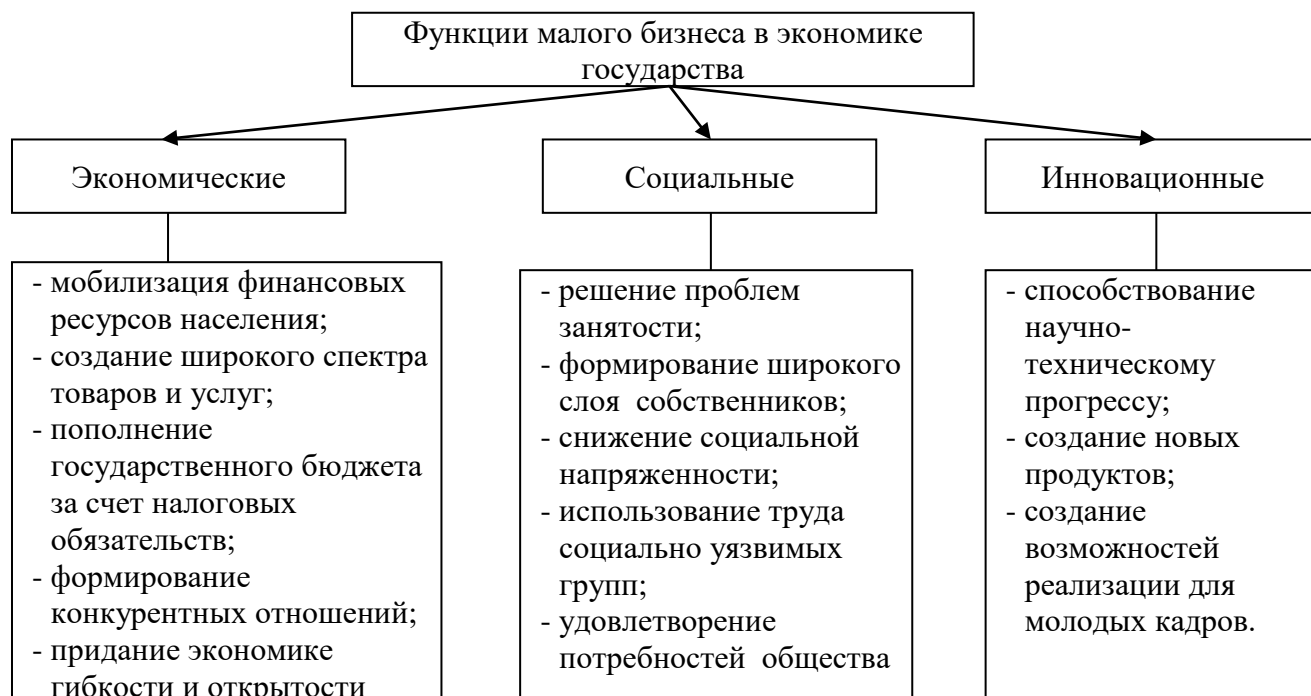 Функции малого бизнеса в экономике
государства
Экономические
Социальные
Инновационные
- мобилизация финансовых
ресурсов населения;
- создание широкого спектра
товаров и услуг;
- пополнение
государственного бюджета
за счет налоговых
обязательств;
- формирование
конкурентных отношений;
- придание экономике
гибкости и открытости
- решение проблем
занятости;
- формирование широкого
слоя собственников;
- снижение социальной
напряженности;
- использование труда
социально уязвимых
групп;
- удовлетворение
потребностей общества
- способствование
научно-
техническому
прогрессу;
- создание новых
продуктов;
- создание
возможностей
реализации для
молодых кадров.